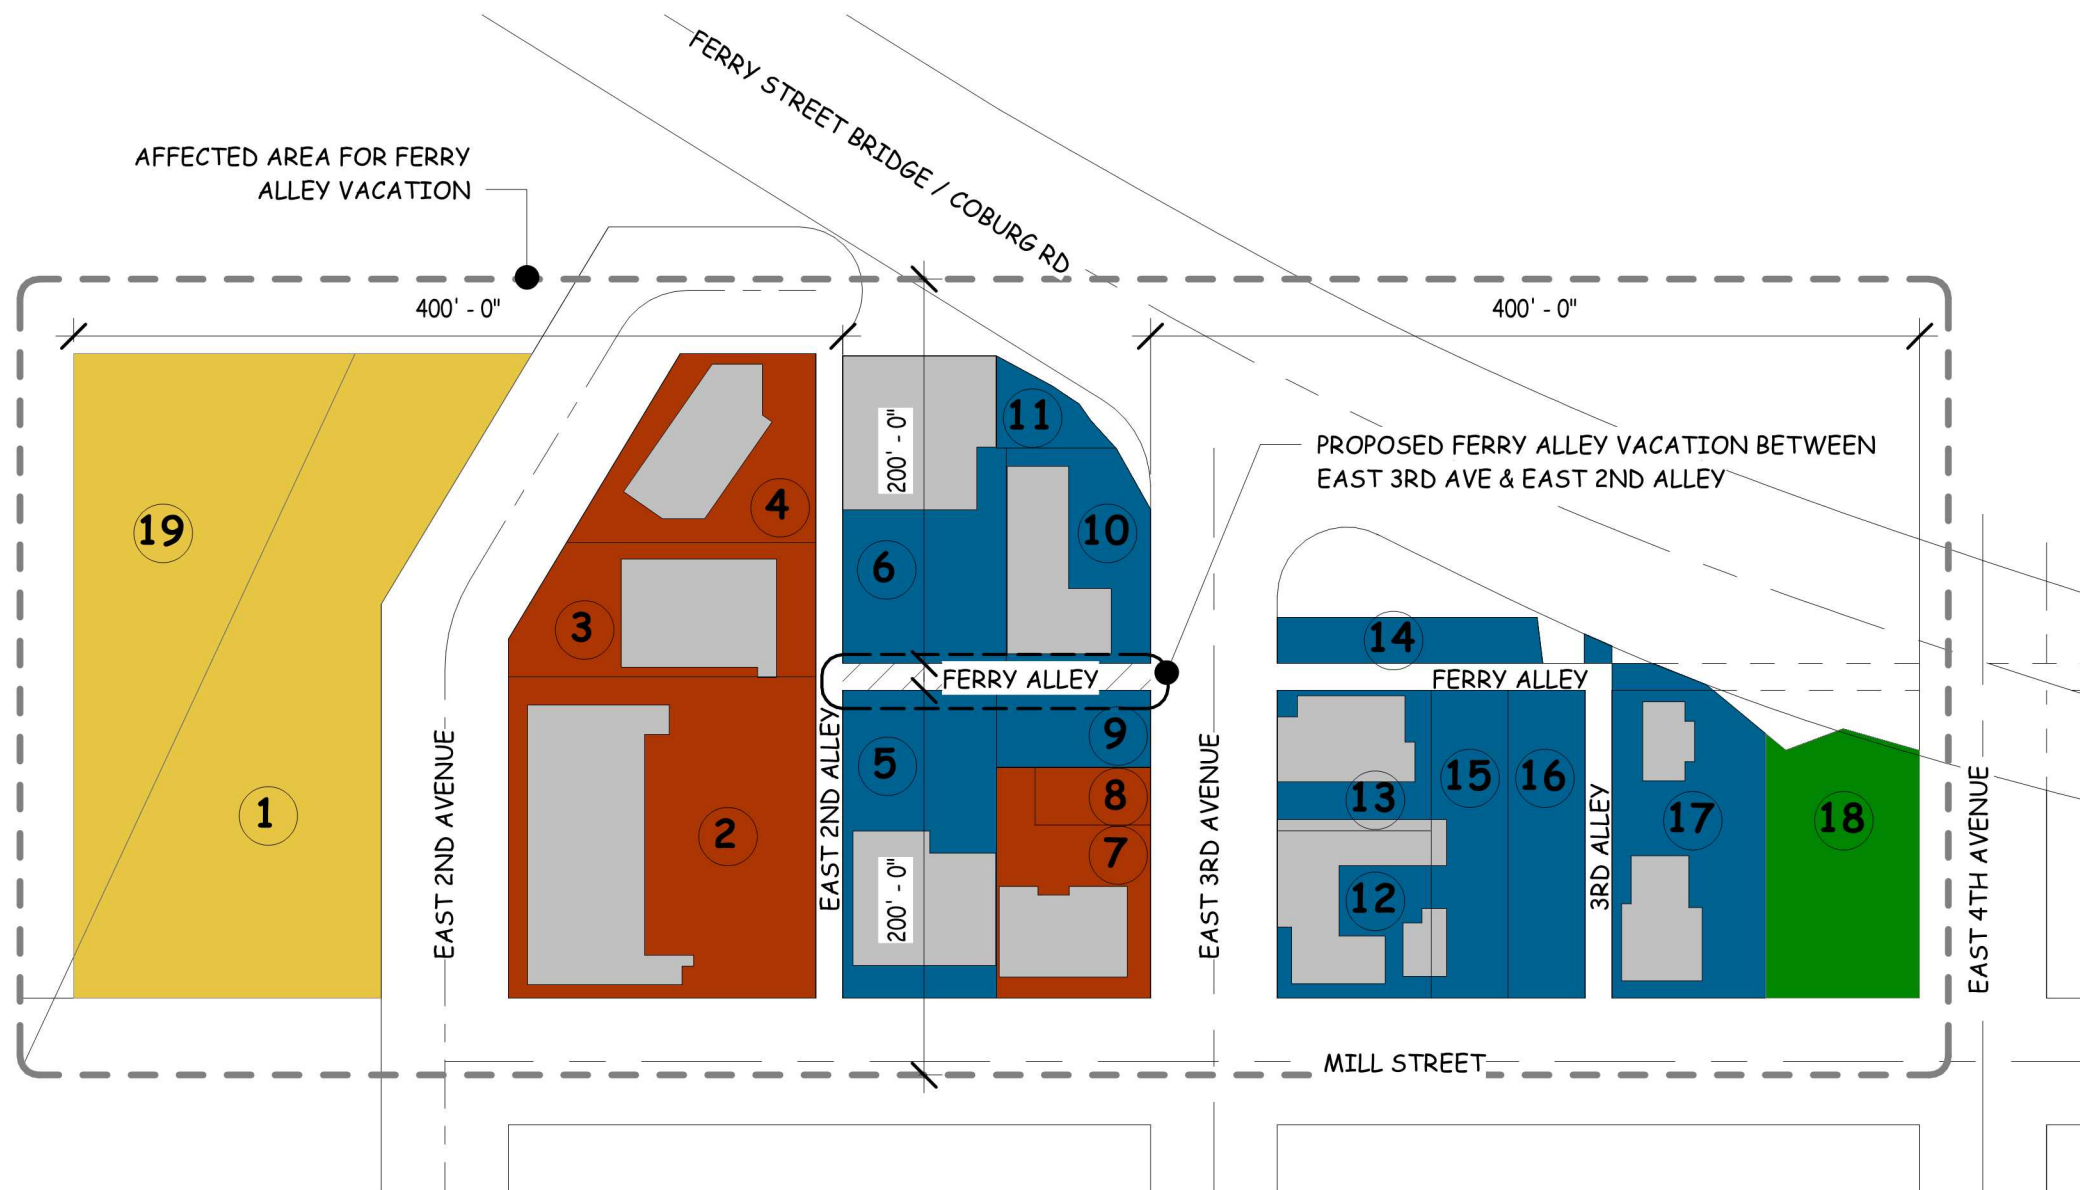 FERRY STREET BRIDGE / COBURG RD
AFFECTED AREA FOR FERRY
ALLEY VACATION
400' - 0"
400' - 0"
200' - 0"
11
PROPOSED FERRY ALLEY VACATION BETWEEN
EAST 3RD AVE & EAST 2ND ALLEY
19
4
10
6
3
14
FERRY ALLEY
FERRY ALLEY
9
5
15
16
8
13
1
2
7
17
18
12
EAST 2ND AVENUE
EAST 2ND ALLEY
200' - 0"
EAST 3RD AVENUE
3RD ALLEY
EAST 4TH AVENUE
MILL STREET